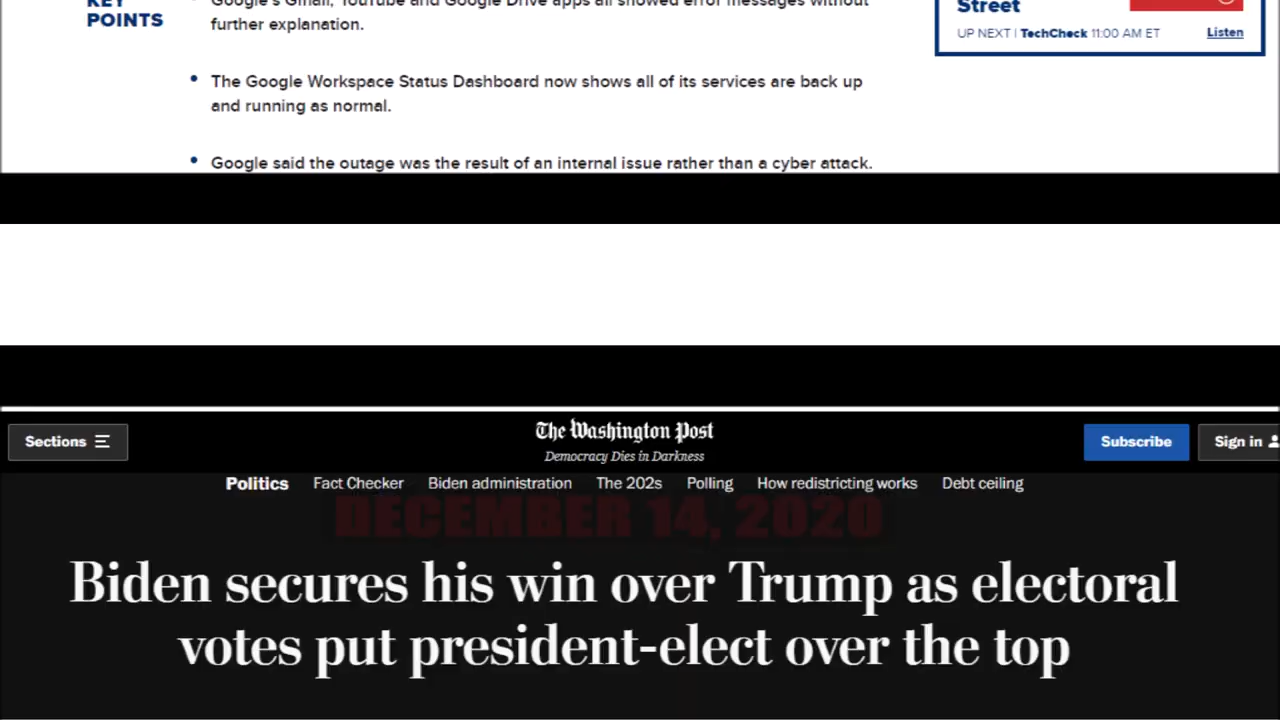 KEY
POINTS
Google's Gmail, YouTube and Google Drive apps all showed error messages without
further explanation.
• The Google Workspace Status Dashboard now shows all of its services are back up
and running as normal.
• Google said the outage was the result of an internal issue rather than a cyber attack.
Street
UP NEXT | TechCheck 11:00 AM ET
Listen
Sections
The Washington Post
Democracy Dies in Darkness
Subscribe
Sign in
Politics Fact Checker Biden administration The 202s Polling How redistricting works Debt ceiling
DECEMBER 14, 2020
Biden secures his win over Trump as electoral
votes put president-elect over the top